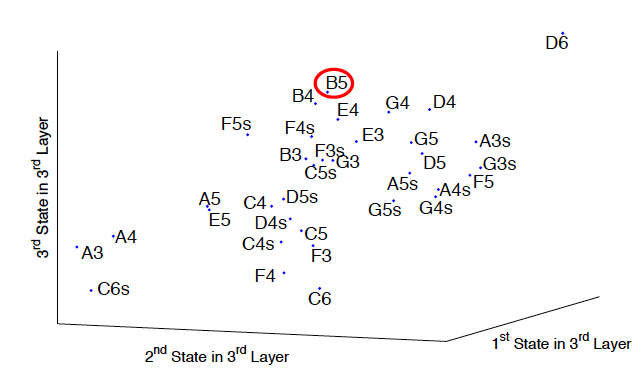 D6
B5
B4
E4
G4
D4
F5s
F4s
E3
G5
A3s
B3
F3s
G3
C5s
D5
G3s
A5s
A4s
F5
A5
C4
D5s
G5s
G4s
E5
D4s
C5
A4
C4s
A3
F3
F4
C6s
C6
3rd State in 3rd Layer
2nd State in 3rd Layer
1st State in 3rd Layer